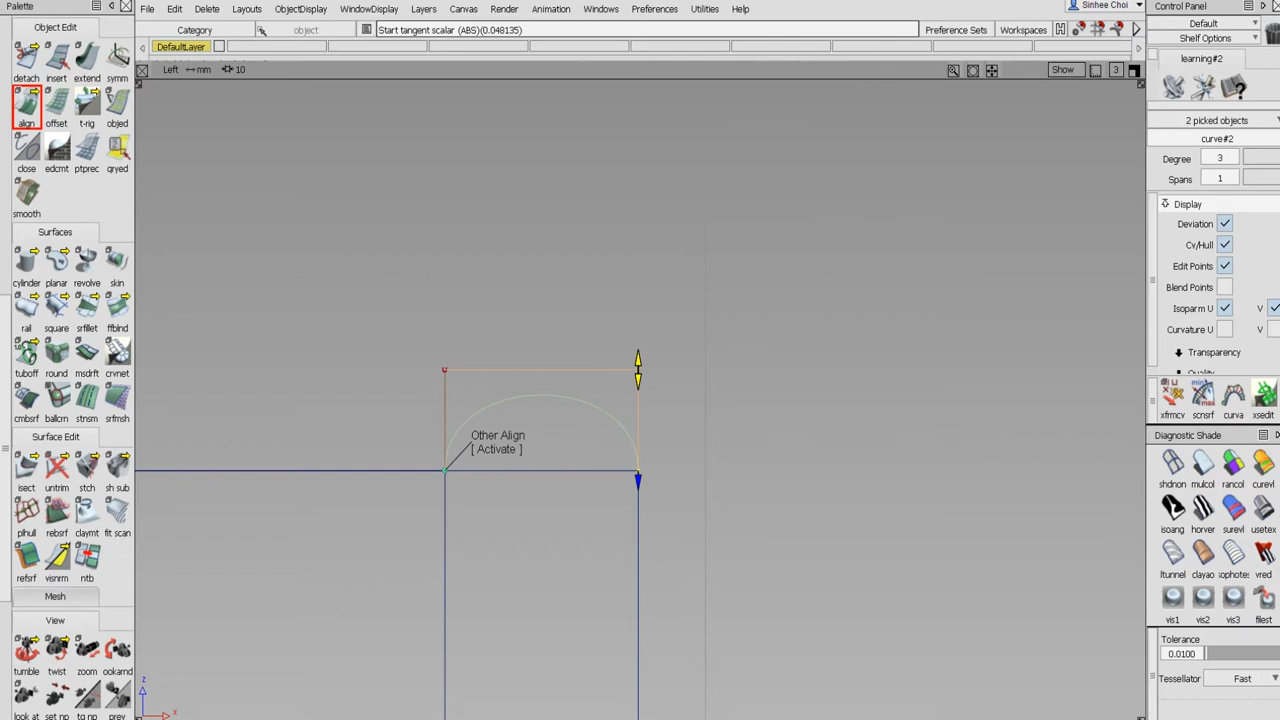 Palette
File Edit Delete Layouts ObjectDisplay WindowDisplay Layers Canvas Render Animation Windows Preferences Utilities Help
Sinhee Choi
Control Panel
Object Edit
Category
object
Start tangent scalar (ABS)(0.048135)
Preference Sets
Workspaces
Default
Shelf Options
DefaultLayer
learning#2
Left mm 10
Show
3
detach insert extend symm
align offset t-rig objed
close edcmt ptprec qryed
smooth
Surfaces
cylinder planar revolve skin
rail square srfillet ffblnd
tuboff round msdrft crvnet
cmbsrf ballcrn stnsrn srfmsh
Surface Edit
isect untrim stch sh sub
plhull rebsrf claymt fit scan
refsrf visnrm ntb
Mesh
View
tumble twist zoom ookarnd
look at set np tg np prev
u
Other Align
[ Activate ]
z
x
2 picked objects
curve#2
Degree 3
Spans 1
Display
Deviation
Cv/Hull
Edit Points
Blend Points
Isoparm U V
Curvature U V
Transparency
xfrmcv scnsrf curva xsedit
Diagnostic Shade
shdnon mulcol rancol curevl
isoang horver surevl usetex
ltunnel clayao sophotes vred
vis1 vis2 vis3 filest
Tolerance
0.0100
Tessellator Fast